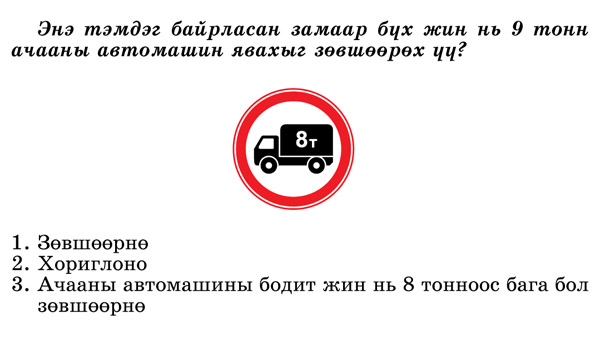 Энэ тэмдэг байрласан замаар бүх жин нь 9 тонн
ачааны автомашин явахыг зөвшөөрөх үү?
8т
1. Зөвшөөрнө
2. Хориглоно
3. Ачааны автомашины бодит жин нь 8 тонноос бага бол
зөвшөөрнө